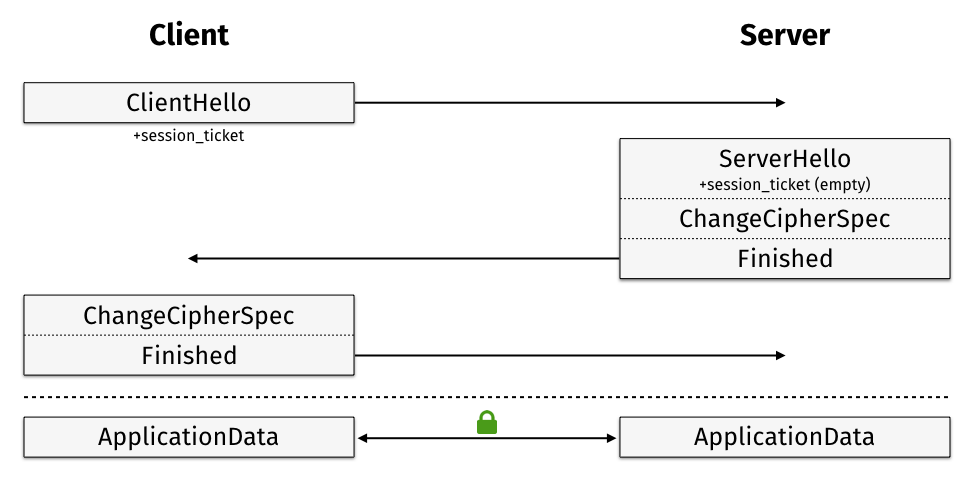 Client
Server
ClientHello
+session_ticket
ServerHello
+session_ticket (empty)
ChangeCipherSpec
Finished
ChangeCipherSpec
Finished
ApplicationData
ApplicationData